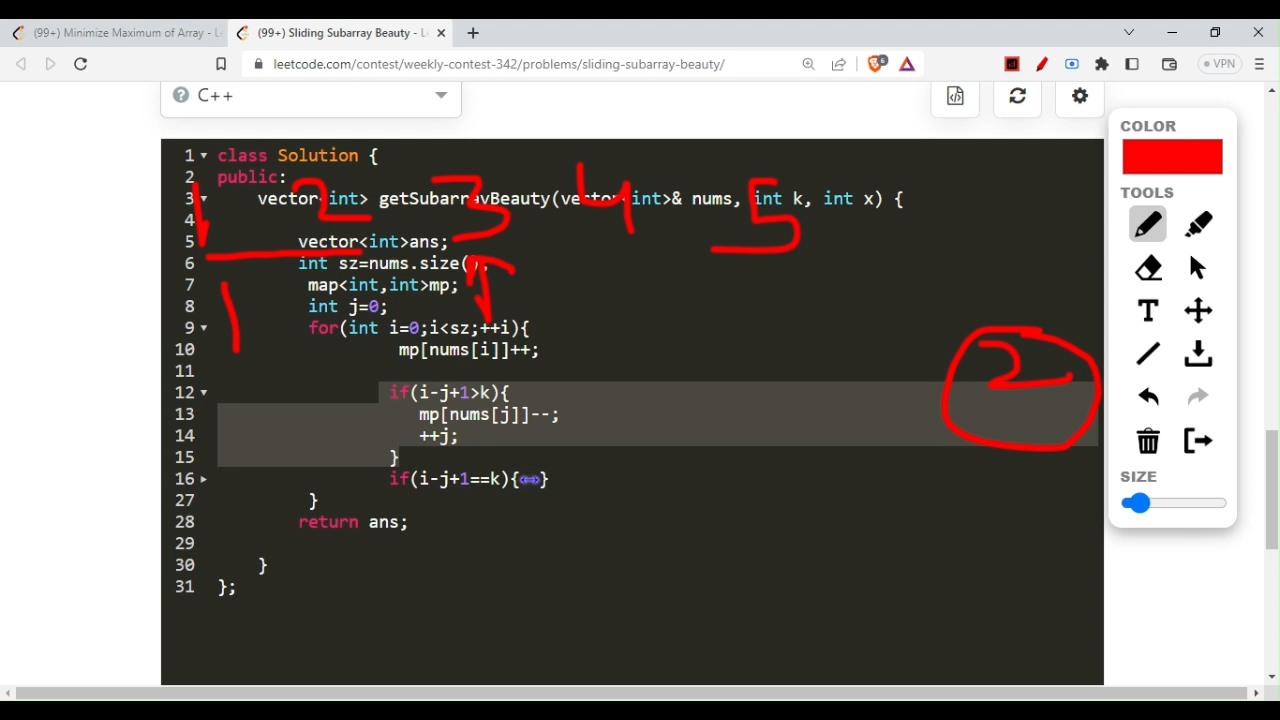 (99+) Minimize Maximum of Array - L
(99+) Sliding Subarray Beauty - L
leetcode.com/contest/weekly-contest-342/problems/sliding-subarray-beauty/
6
VPN
C++
1 class Solution {
2 public:
3 vector<int> getSubarrayBeauty(vector<int>& nums, int k, int x) {
4
5 vector<int>ans;
6 int sz=nums.size();
7 map<int,int>mp;
8 int j=0;
9 for(int i=0;i<sz;++i){
10 mp[nums[i]]++;
11
12 if(i-j+1>k){
13 mp[nums[j]]--;
14 ++j;
15 }
16 if(i-j+1==k){↔}
27 }
28 return ans;
29
30 }
31 };
2 3 4 5
1
2
COLOR
TOOLS
T
SIZE